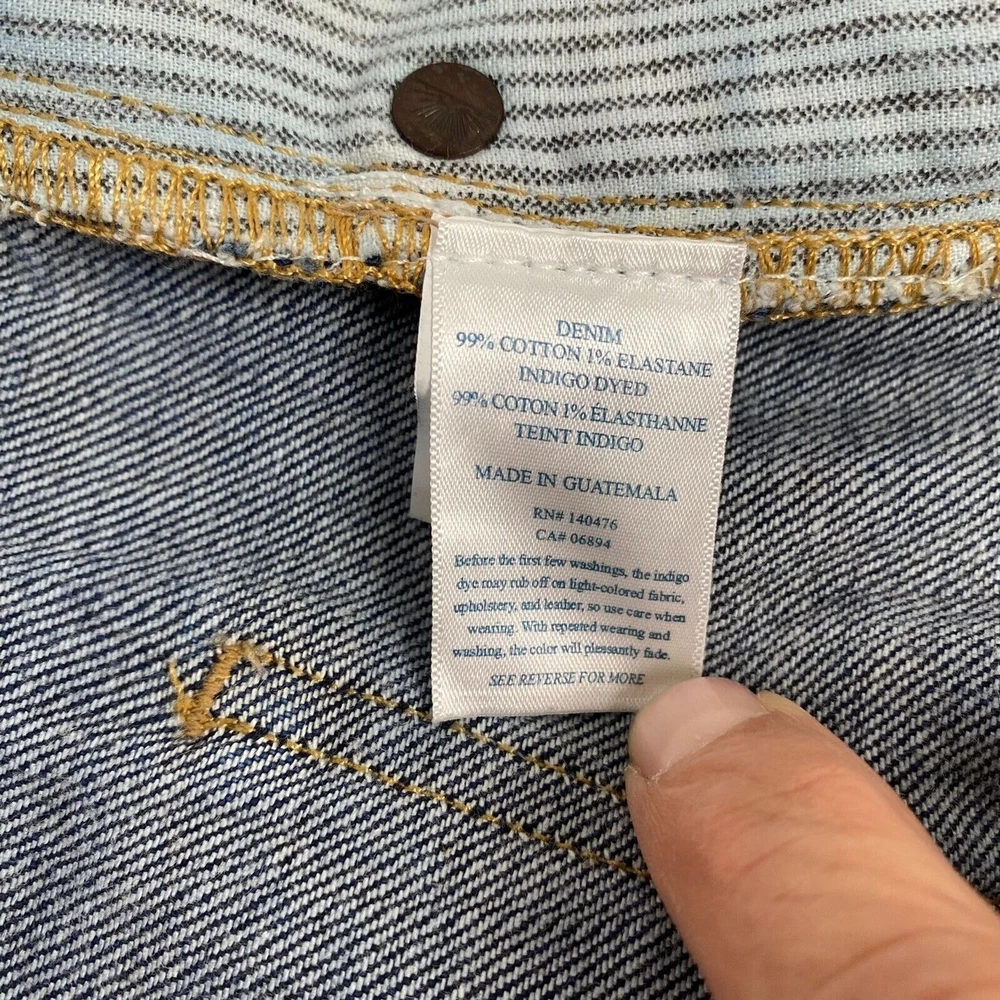 DENIM
99% COTTON 1% ELASTANE
INDIGO DYED
99% COTON 1% ÉLASTHANNE
TEINT INDIGO
MADE IN GUATEMALA
RN# 140476
CA# 06894
Before the first few washings, the indigo
dye may rub off on light-colored fabric,
upholstery, and leather, so use care when
wearing. With repeated wearing and
washing, the color will pleasantly fade.
SEE REVERSE FOR MORE